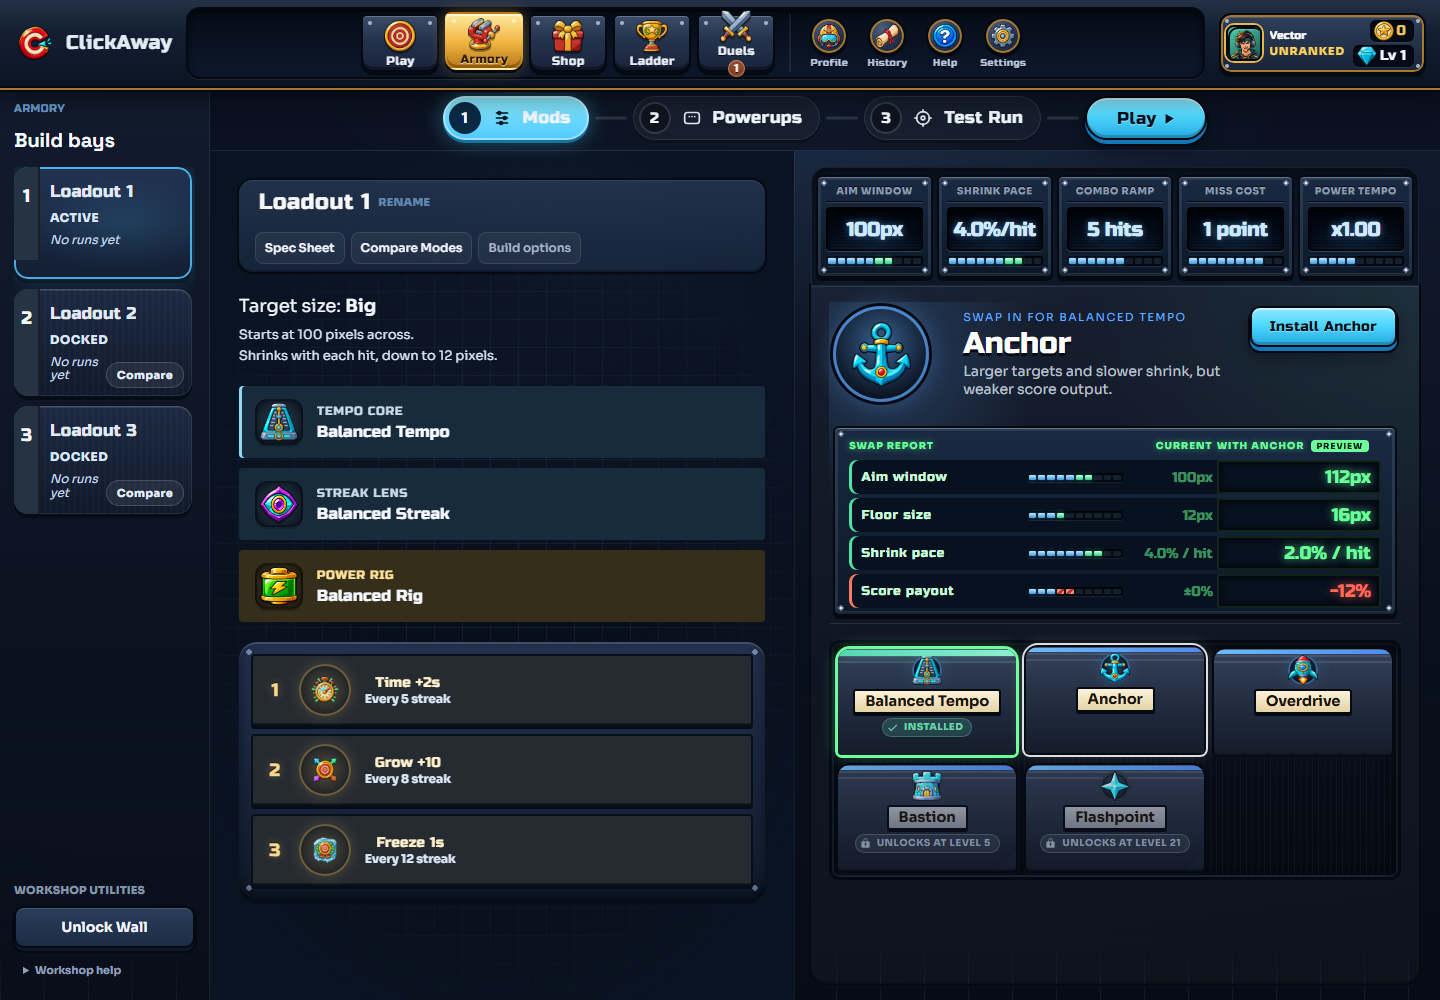 ClickAway
Play
Armory
Shop
Ladder
Duels
1
Profile
History
Help
Settings
Vector
UNRANKED
0
Lv 1
ARMORY
Build bays
1
Loadout 1
ACTIVE
No runs yet
2
Loadout 2
DOCKED
No runs
yet
Compare
3
Loadout 3
DOCKED
No runs
yet
Compare
WORKSHOP UTILITIES
Unlock Wall
Workshop help
1 Mods
2 Powerups
3 Test Run
Play
Loadout 1 RENAME
Spec Sheet
Compare Modes
Build options
Target size: Big
Starts at 100 pixels across.
Shrinks with each hit, down to 12 pixels.
TEMPO CORE
Balanced Tempo
STREAK LENS
Balanced Streak
POWER RIG
Balanced Rig
1
Time +2s
Every 5 streak
2
Grow +10
Every 8 streak
3
Freeze 1s
Every 12 streak
AIM WINDOW
100px
SHRINK PACE
4.0%/hit
COMBO RAMP
5 hits
MISS COST
1 point
POWER TEMPO
x1.00
SWAP IN FOR BALANCED TEMPO
Anchor
Larger targets and slower shrink, but
weaker score output.
Install Anchor
SWAP REPORT CURRENT WITH ANCHOR PREVIEW
Aim window 100px 112px
Floor size 12px 16px
Shrink pace 4.0% / hit 2.0% / hit
Score payout ±0% -12%
Balanced Tempo
INSTALLED
Anchor
Overdrive
Bastion
UNLOCKS AT LEVEL 5
Flashpoint
UNLOCKS AT LEVEL 21